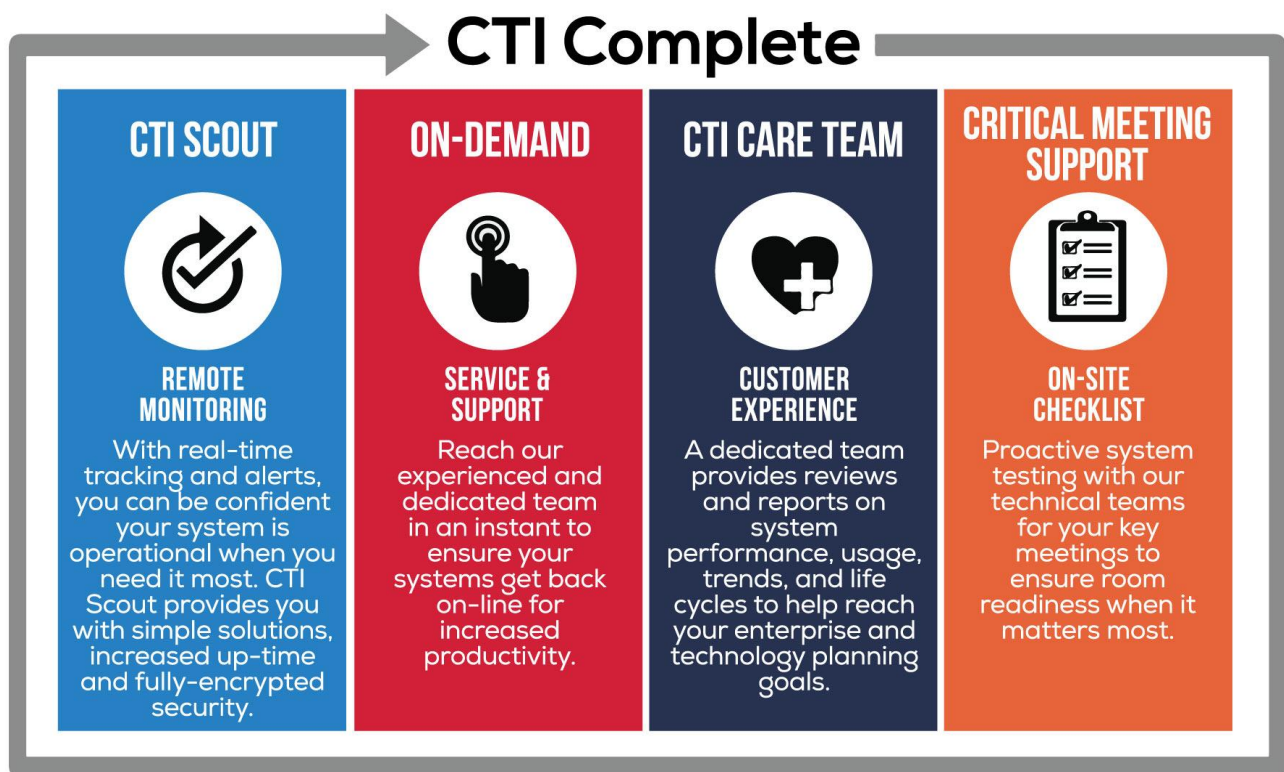 CTI Complete
CTI SCOUT
REMOTE
MONITORING
With real-time
tracking and alerts,
you can be confident
your system is
operational when you
need it most. CTI
Scout provides you
with simple solutions,
increased up-time
and fully-encrypted
security.
ON-DEMAND
SERVICE &
SUPPORT
Reach our
experienced and
dedicated team
in an instant to
ensure your
systems get back
on-line for
increased
productivity.
CTI CARE TEAM
CUSTOMER
EXPERIENCE
A dedicated team
provides reviews
and reports on
system
performance, usage,
trends, and life
cycles to help reach
your enterprise and
technology planning
goals.
CRITICAL MEETING
SUPPORT
ON-SITE
CHECKLIST
Proactive system
testing with our
technical teams
for your key
meetings to
ensure room
readiness when it
matters most.